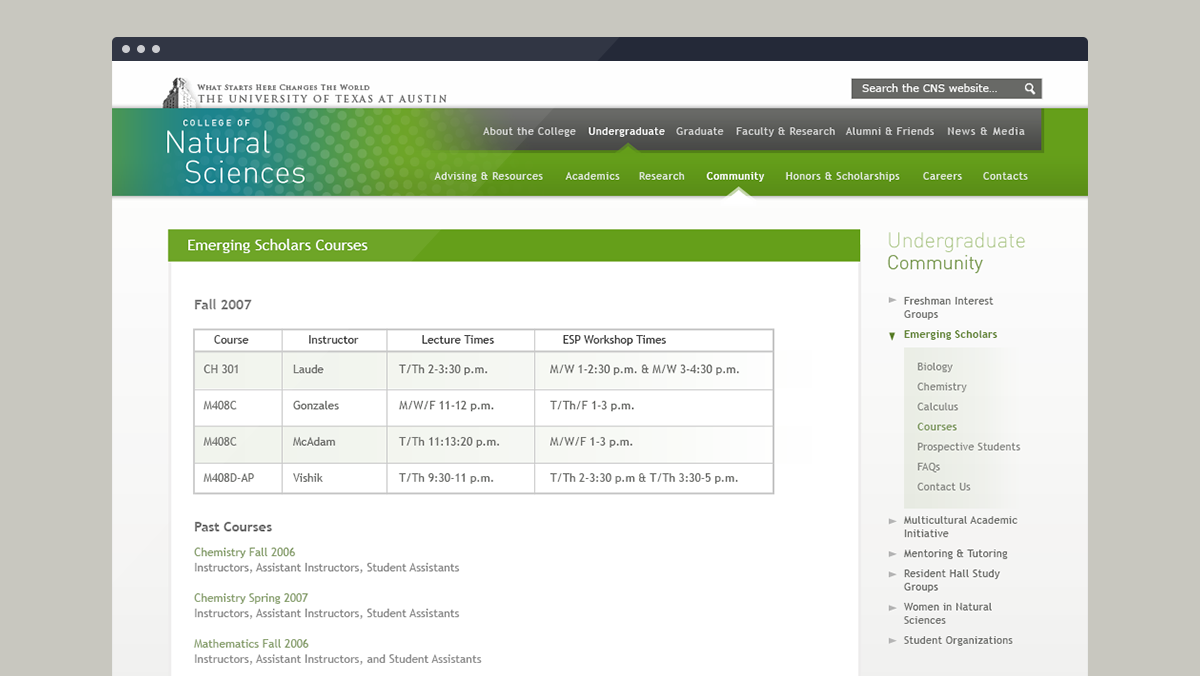 WHAT STARTS HERE CHANGES THE WORLD
THE UNIVERSITY OF TEXAS AT AUSTIN
Search the CNS website...
COLLEGE OF
Natural
Sciences
About the College Undergraduate Graduate Faculty & Research Alumni & Friends News & Media
Advising & Resources Academics Research Community Honors & Scholarships Careers Contacts
Emerging Scholars Courses
Fall 2007
Course Instructor Lecture Times ESP Workshop Times
CH 301 Laude T/Th 2-3:30 p.m. M/W 1-2:30 p.m. & M/W 3-4:30 p.m.
M408C Gonzales M/W/F 11-12 p.m. T/Th/F 1-3 p.m.
M408C McAdam T/Th 11:13:20 p.m. M/W/F 1-3 p.m.
M408D-AP Vishik T/Th 9:30-11 p.m. T/Th 2-3:30 p.m & T/Th 3:30-5 p.m.
Past Courses
Chemistry Fall 2006
Instructors, Assistant Instructors, Student Assistants
Chemistry Spring 2007
Instructors, Assistant Instructors, Student Assistants
Mathematics Fall 2006
Instructors, Assistant Instructors, and Student Assistants
Undergraduate
Community
Freshman Interest
Groups
Emerging Scholars
Biology
Chemistry
Calculus
Courses
Prospective Students
FAQs
Contact Us
Multicultural Academic
Initiative
Mentoring & Tutoring
Resident Hall Study
Groups
Women in Natural
Sciences
Student Organizations